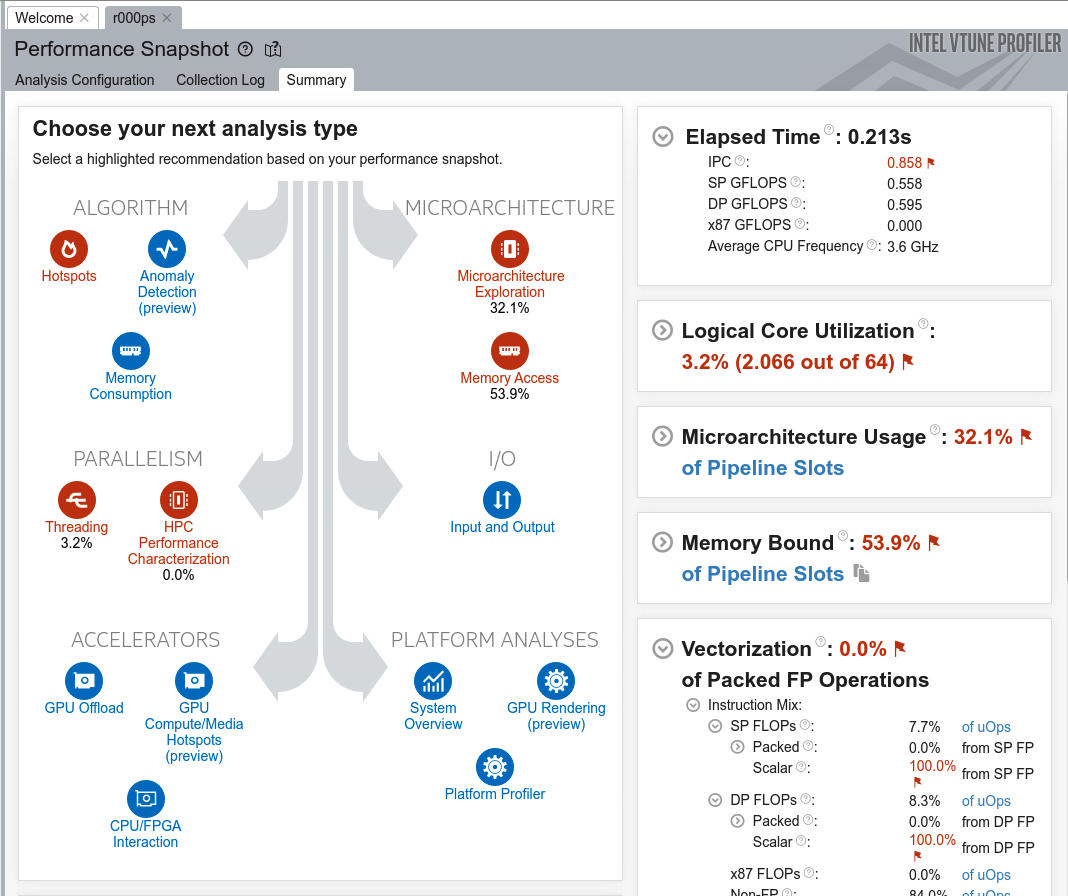 Welcome
r000ps
Performance Snapshot
INTEL VTUNE PROFILER
Analysis Configuration
Collection Log
Summary
Choose your next analysis type
Select a highlighted recommendation based on your performance snapshot.
ALGORITHM
Hotspots
Anomaly
Detection
(preview)
Memory
Consumption
MICROARCHITECTURE
Microarchitecture
Exploration
32.1%
Memory Access
53.9%
PARALLELISM
Threading
3.2%
HPC
Performance
Characterization
0.0%
I/O
Input and Output
ACCELERATORS
GPU Offload
GPU
Compute/Media
Hotspots
(preview)
CPU/FPGA
Interaction
PLATFORM ANALYSES
System
Overview
GPU Rendering
(preview)
Platform Profiler
Elapsed Time : 0.213s
IPC : 0.858
SP GFLOPS : 0.558
DP GFLOPS : 0.595
x87 GFLOPS : 0.000
Average CPU Frequency : 3.6 GHz
Logical Core Utilization :
3.2% (2.066 out of 64)
Microarchitecture Usage : 32.1%
of Pipeline Slots
Memory Bound : 53.9%
of Pipeline Slots
Vectorization : 0.0%
of Packed FP Operations
Instruction Mix:
SP FLOPs : 7.7% of uOps
Packed : 0.0% from SP FP
Scalar : 100.0% from SP FP
DP FLOPs : 8.3% of uOps
Packed : 0.0% from DP FP
Scalar : 100.0% from DP FP
x87 FLOPs : 0.0% of uOps
Non-FP : 84.0% of uOps